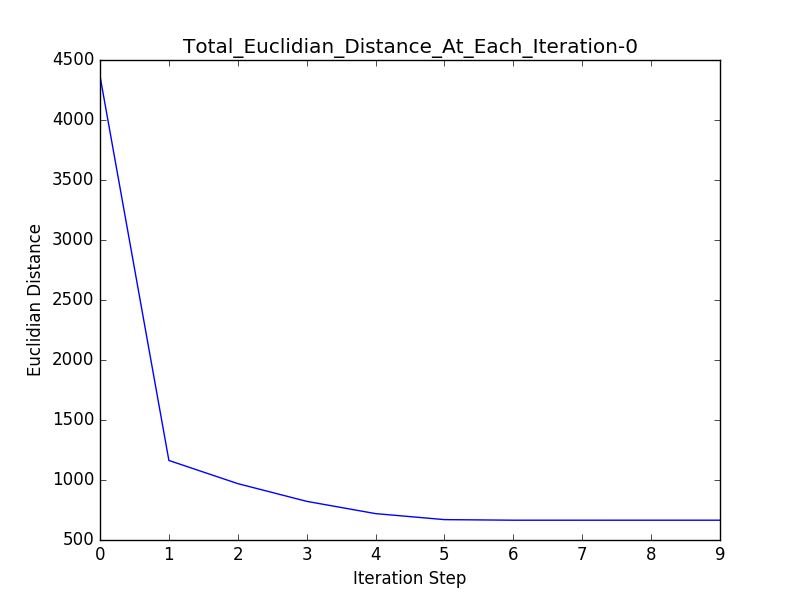 Total_Euclidian_Distance_At_Each_Iteration-0
4500
4000
3500
3000
2500
2000
1500
1000
500
Euclidian Distance
0 1 2 3 4 5 6 7 8 9
Iteration Step